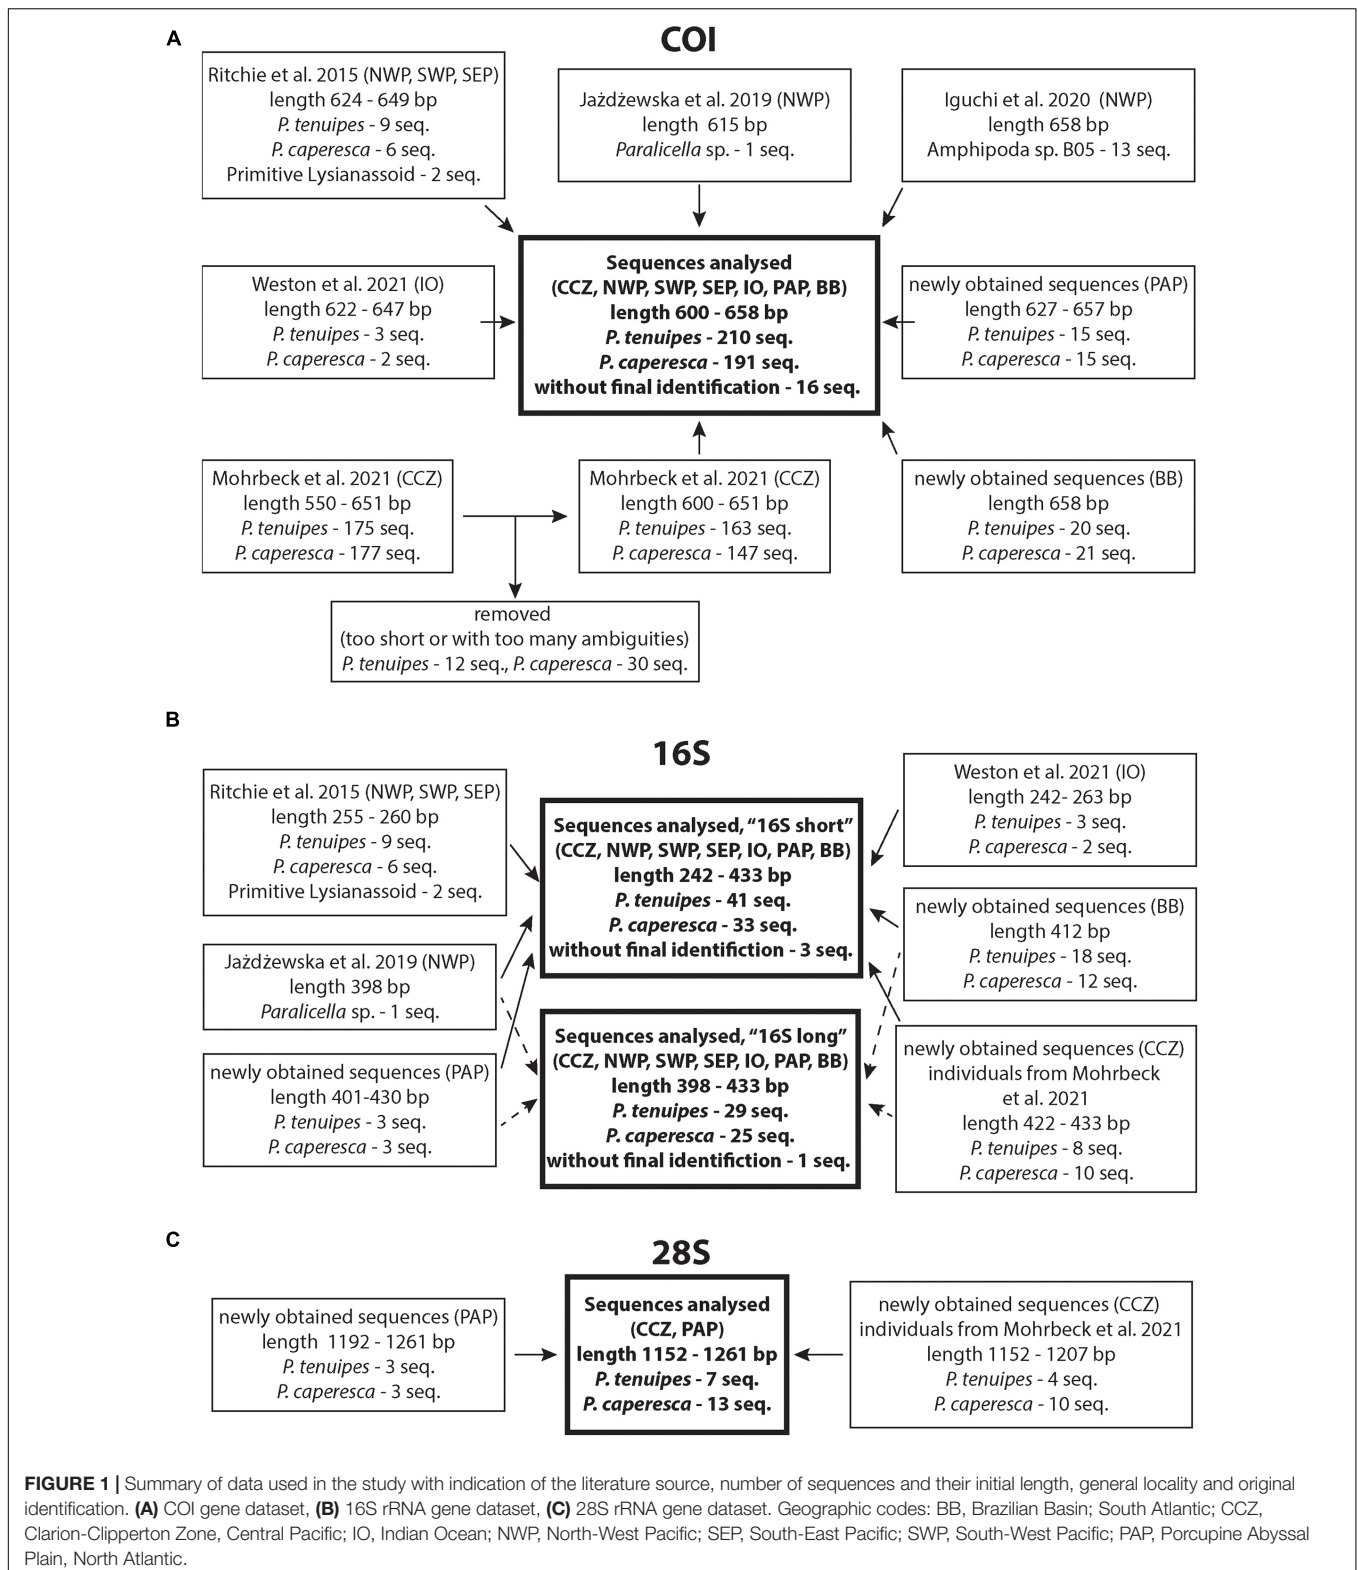 A
COI
Ritchie et al. 2015 (NWP, SWP, SEP)
length 624 - 649 bp
P. tenuipes - 9 seq.
P. caperesca - 6 seq.
Primitive Lysianassoid - 2 seq.
Jażdżewska et al. 2019 (NWP)
length 615 bp
Paralicella sp. - 1 seq.
Iguchi et al. 2020 (NWP)
length 658 bp
Amphipoda sp. B05 - 13 seq.
Weston et al. 2021 (IO)
length 622 - 647 bp
P. tenuipes - 3 seq.
P. caperesca - 2 seq.
Sequences analysed
(CCZ, NWP, SWP, SEP, IO, PAP, BB)
length 600 - 658 bp
P. tenuipes - 210 seq.
P. caperesca - 191 seq.
without final identification - 16 seq.
newly obtained sequences (PAP)
length 627 - 657 bp
P. tenuipes - 15 seq.
P. caperesca - 15 seq.
Mohrbeck et al. 2021 (CCZ)
length 550 - 651 bp
P. tenuipes - 175 seq.
P. caperesca - 177 seq.
Mohrbeck et al. 2021 (CCZ)
length 600 - 651 bp
P. tenuipes - 163 seq.
P. caperesca - 147 seq.
newly obtained sequences (BB)
length 658 bp
P. tenuipes - 20 seq.
P. caperesca - 21 seq.
removed
(too short or with too many ambiguities)
P. tenuipes - 12 seq., P. caperesca - 30 seq.
B
16S
Ritchie et al. 2015 (NWP, SWP, SEP)
length 255 - 260 bp
P. tenuipes - 9 seq.
P. caperesca - 6 seq.
Primitive Lysianassoid - 2 seq.
Jażdżewska et al. 2019 (NWP)
length 398 bp
Paralicella sp. - 1 seq.
newly obtained sequences (PAP)
length 401-430 bp
P. tenuipes - 3 seq.
P. caperesca - 3 seq.
Sequences analysed, “16S short”
(CCZ, NWP, SWP, SEP, IO, PAP, BB)
length 242 - 433 bp
P. tenuipes - 41 seq.
P. caperesca - 33 seq.
without final identifiction - 3 seq.
Sequences analysed, “16S long”
(CCZ, NWP, SWP, SEP, IO, PAP, BB)
length 398 - 433 bp
P. tenuipes - 29 seq.
P. caperesca - 25 seq.
without final identifiction - 1 seq.
Weston et al. 2021 (IO)
length 242- 263 bp
P. tenuipes - 3 seq.
P. caperesca - 2 seq.
newly obtained sequences (BB)
length 412 bp
P. tenuipes - 18 seq.
P. caperesca - 12 seq.
newly obtained sequences (CCZ)
individuals from Mohrbeck
et al. 2021
length 422 - 433 bp
P. tenuipes - 8 seq.
P. caperesca - 10 seq.
C
28S
newly obtained sequences (PAP)
length 1192 - 1261 bp
P. tenuipes - 3 seq.
P. caperesca - 3 seq.
Sequences analysed
(CCZ, PAP)
length 1152 - 1261 bp
P. tenuipes - 7 seq.
P. caperesca - 13 seq.
newly obtained sequences (CCZ)
individuals from Mohrbeck et al. 2021
length 1152 - 1207 bp
P. tenuipes - 4 seq.
P. caperesca - 10 seq.
FIGURE 1 | Summary of data used in the study with indication of the literature source, number of sequences and their initial length, general locality and original
identification. (A) COI gene dataset, (B) 16S rRNA gene dataset, (C) 28S rRNA gene dataset. Geographic codes: BB, Brazilian Basin; South Atlantic; CCZ,
Clarion-Clipperton Zone, Central Pacific; IO, Indian Ocean; NWP, North-West Pacific; SEP, South-East Pacific; SWP, South-West Pacific; PAP, Porcupine Abyssal
Plain, North Atlantic.